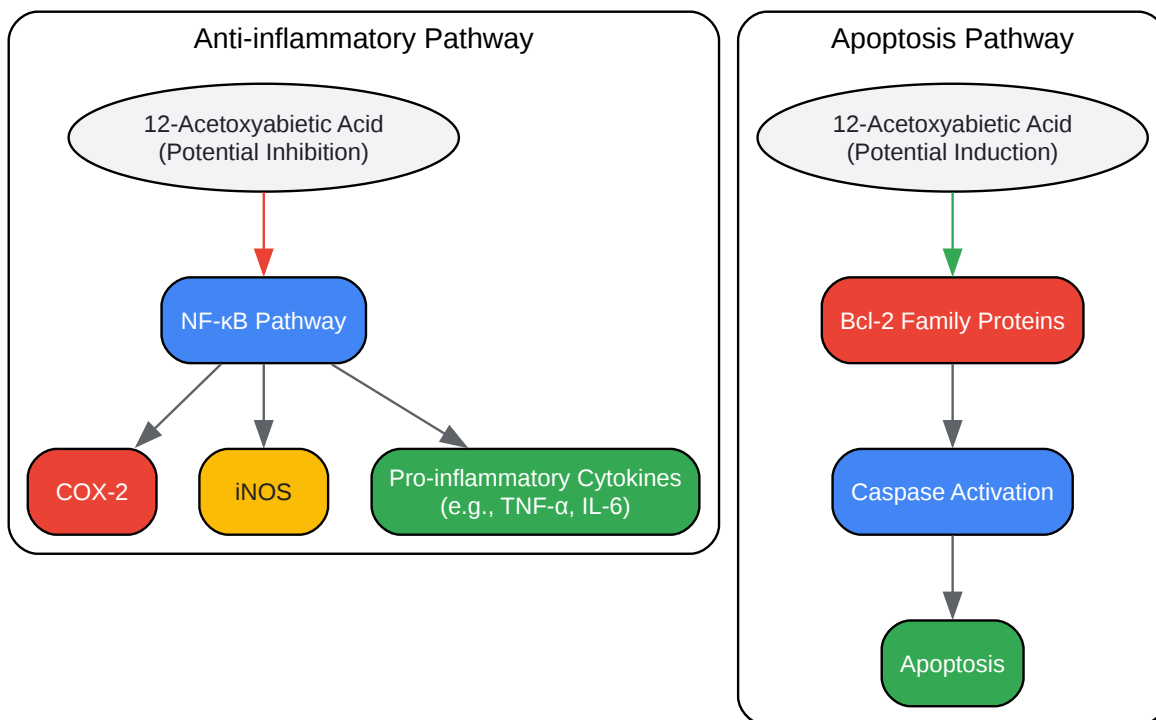 Anti-inflammatory Pathway
12-Acetoxyabietic Acid
(Potential Inhibition)
NF-κB Pathway
COX-2
iNOS
Pro-inflammatory Cytokines
(e.g., TNF-α, IL-6)
Apoptosis Pathway
12-Acetoxyabietic Acid
(Potential Induction)
Bcl-2 Family Proteins
Caspase Activation
Apoptosis